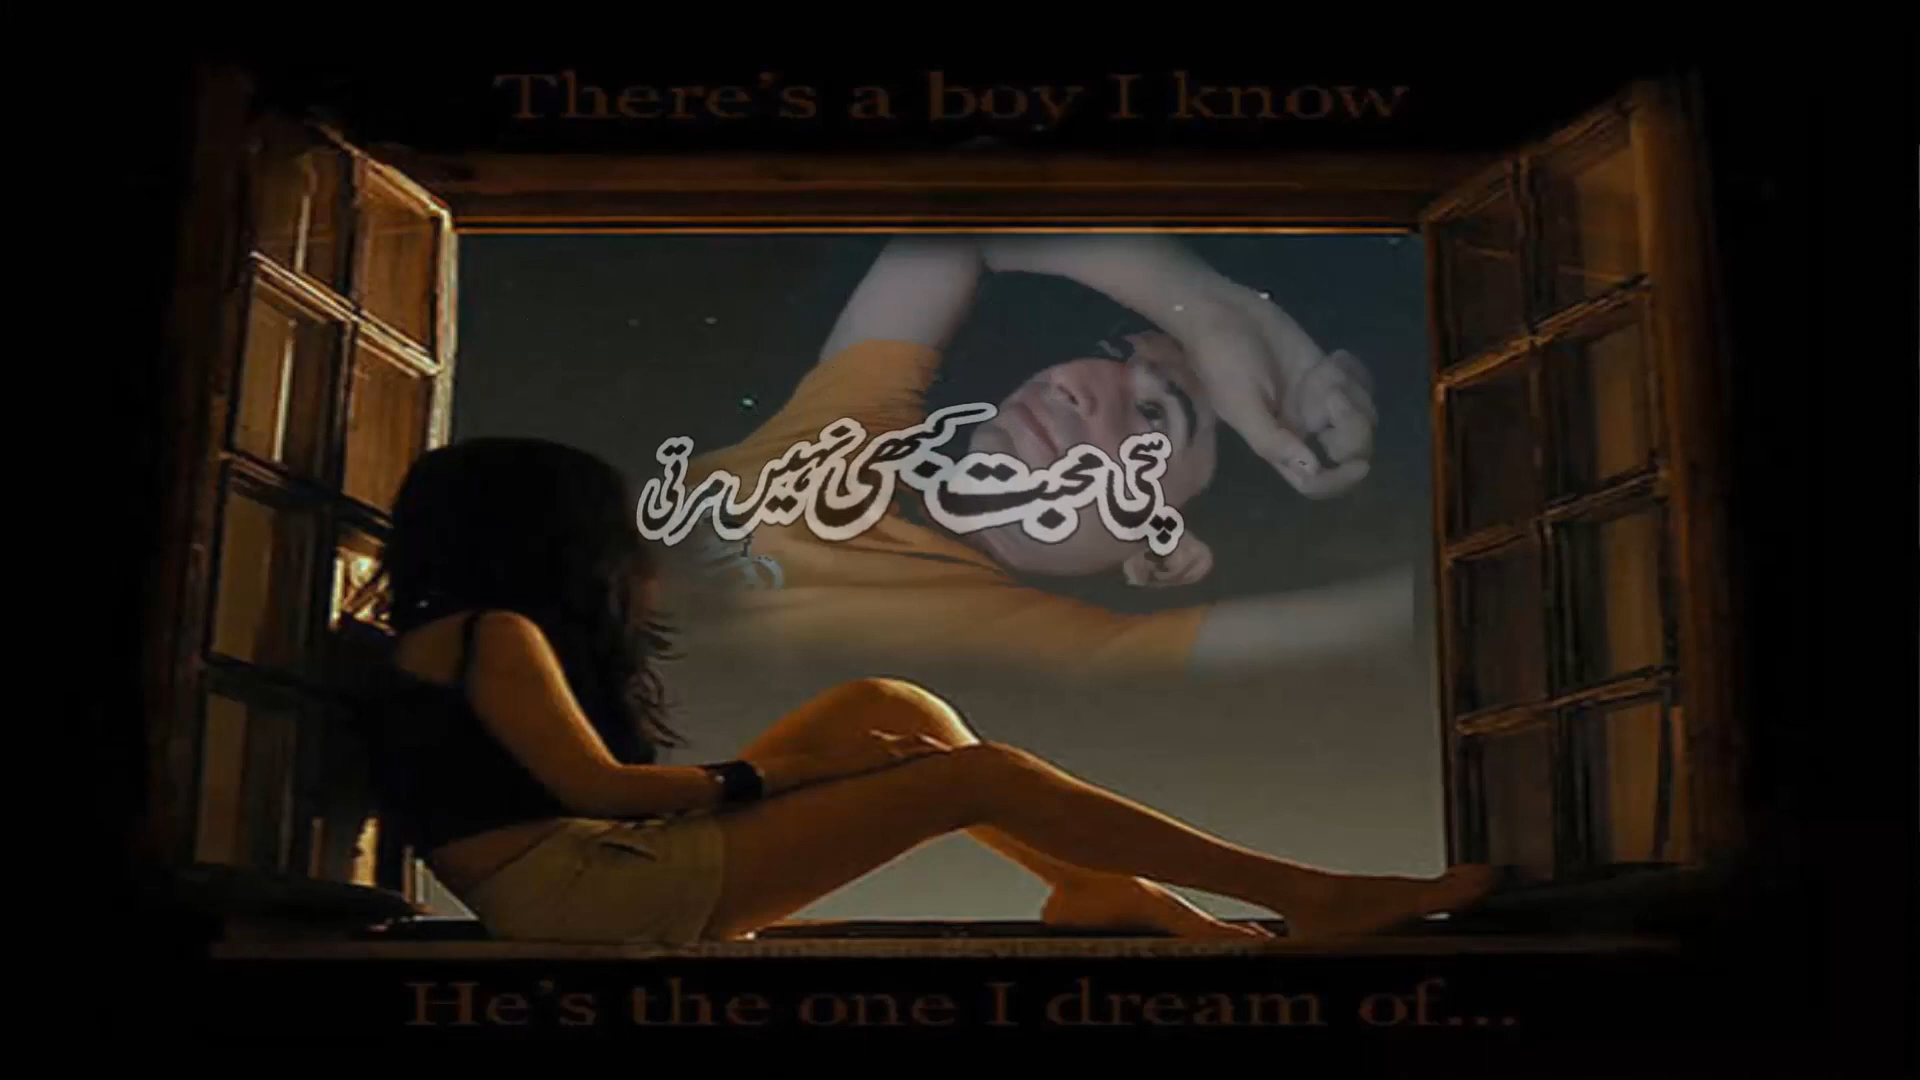 There's a boy I know
سچی محبت کبھی نہیں مرتی
He's the one I dream of...